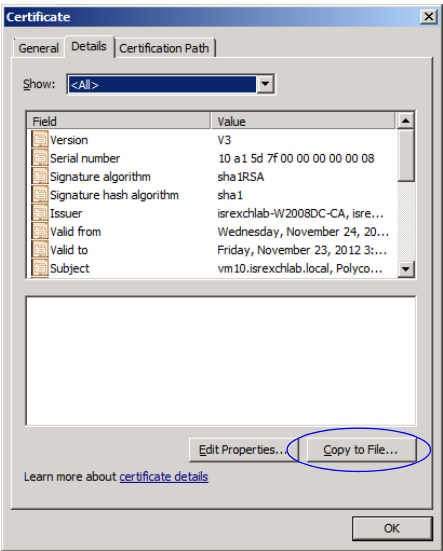 Certificate
General Details Certification Path
Show: <All>
Field Value
Version V3
Serial number 10 a1 5d 7f 00 00 00 00 00 08
Signature algorithm sha1RSA
Signature hash algorithm sha1
Issuer isrexchlab-W2008DC-CA, isre...
Valid from Wednesday, November 24, 20...
Valid to Friday, November 23, 2012 3:...
Subject vm10.isrexchlab.local, Polyco...
Edit Properties... Copy to File...
Learn more about certificate details
OK